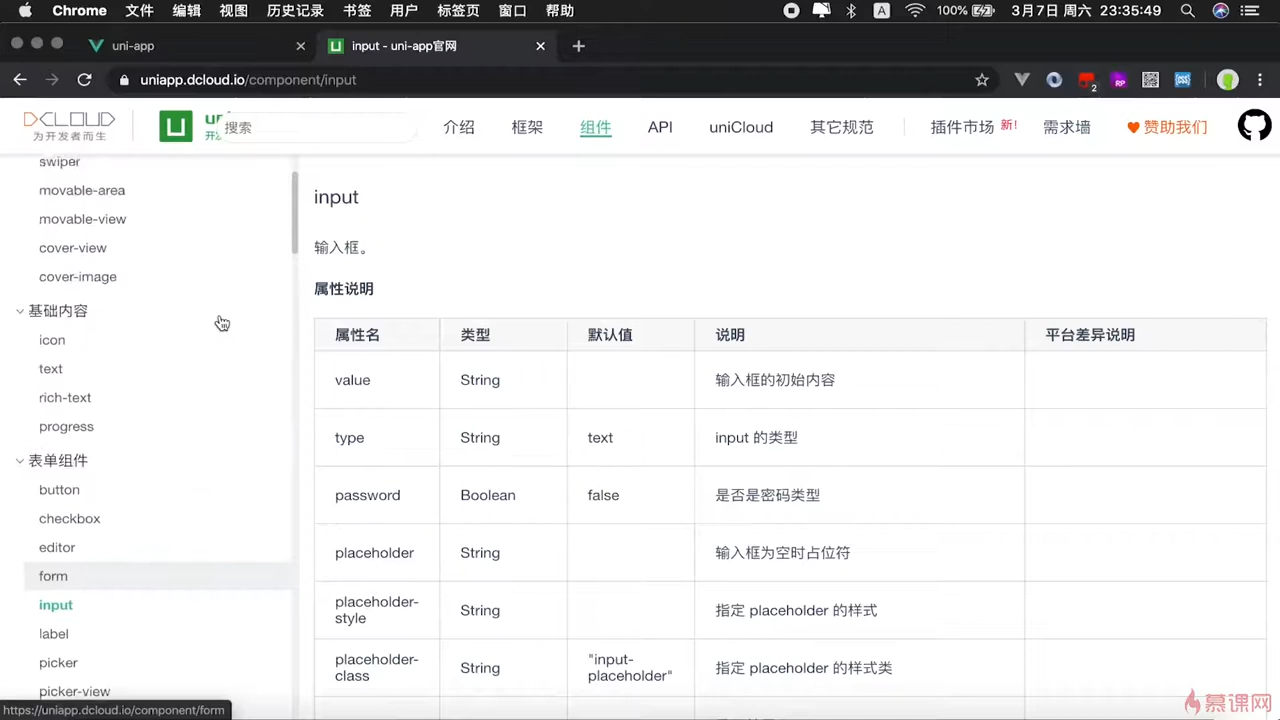 Chrome 文件 编辑 视图 历史记录 书签 用户 标签页 窗口 帮助 A 100% 3月7日 周六 23:35:49
uni-app input - uni-app官网
uniapp.dcloud.io/component/input 2 RP
DCLOUD 为开发者而生
搜索 介绍 框架 组件 API uniCloud 其它规范 插件市场 新! 需求墙 赞助我们
swiper
movable-area
movable-view
cover-view
cover-image
基础内容
icon
text
rich-text
progress
表单组件
button
checkbox
editor
form
input
label
picker
picker-view
https://uniapp.dcloud.io/component/form
input
输入框。
属性说明
属性名 类型 默认值 说明 平台差异说明
value String 输入框的初始内容
type String text input 的类型
password Boolean false 是否是密码类型
placeholder String 输入框为空时占位符
placeholder-style String 指定 placeholder 的样式
placeholder-class String "input-placeholder" 指定 placeholder 的样式类
慕课网